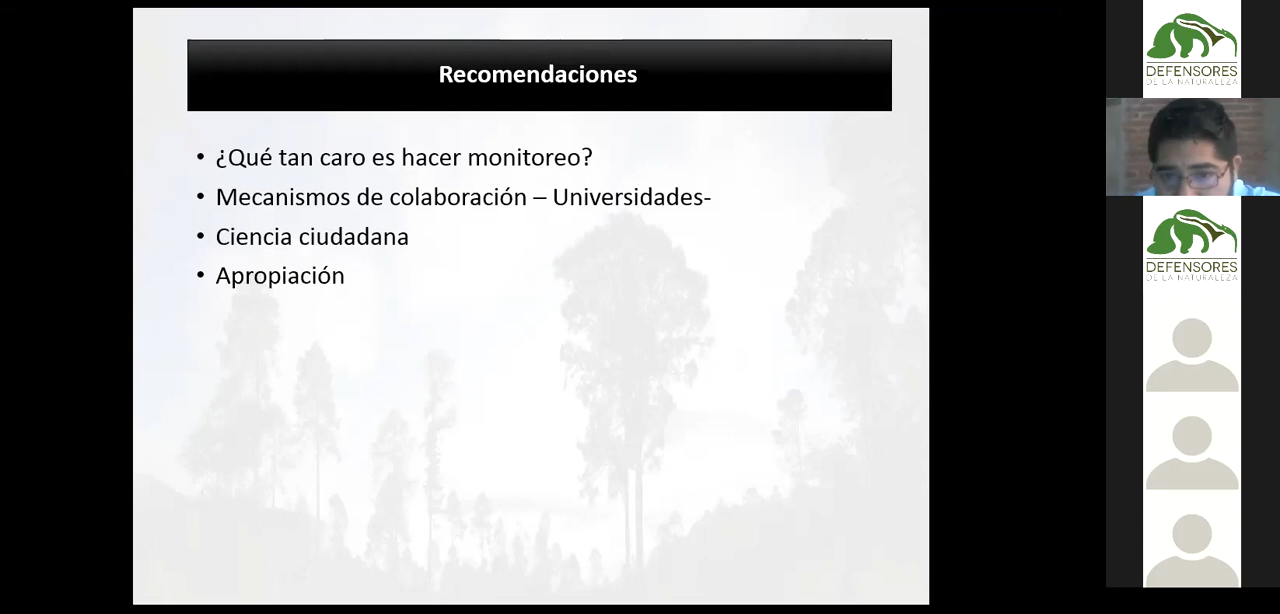 Recomendaciones
• ¿Qué tan caro es hacer monitoreo?
• Mecanismos de colaboración – Universidades-
• Ciencia ciudadana
• Apropiación
DEFENSORES
DE LA NATURALEZA
DEFENSORES
DE LA NATURALEZA